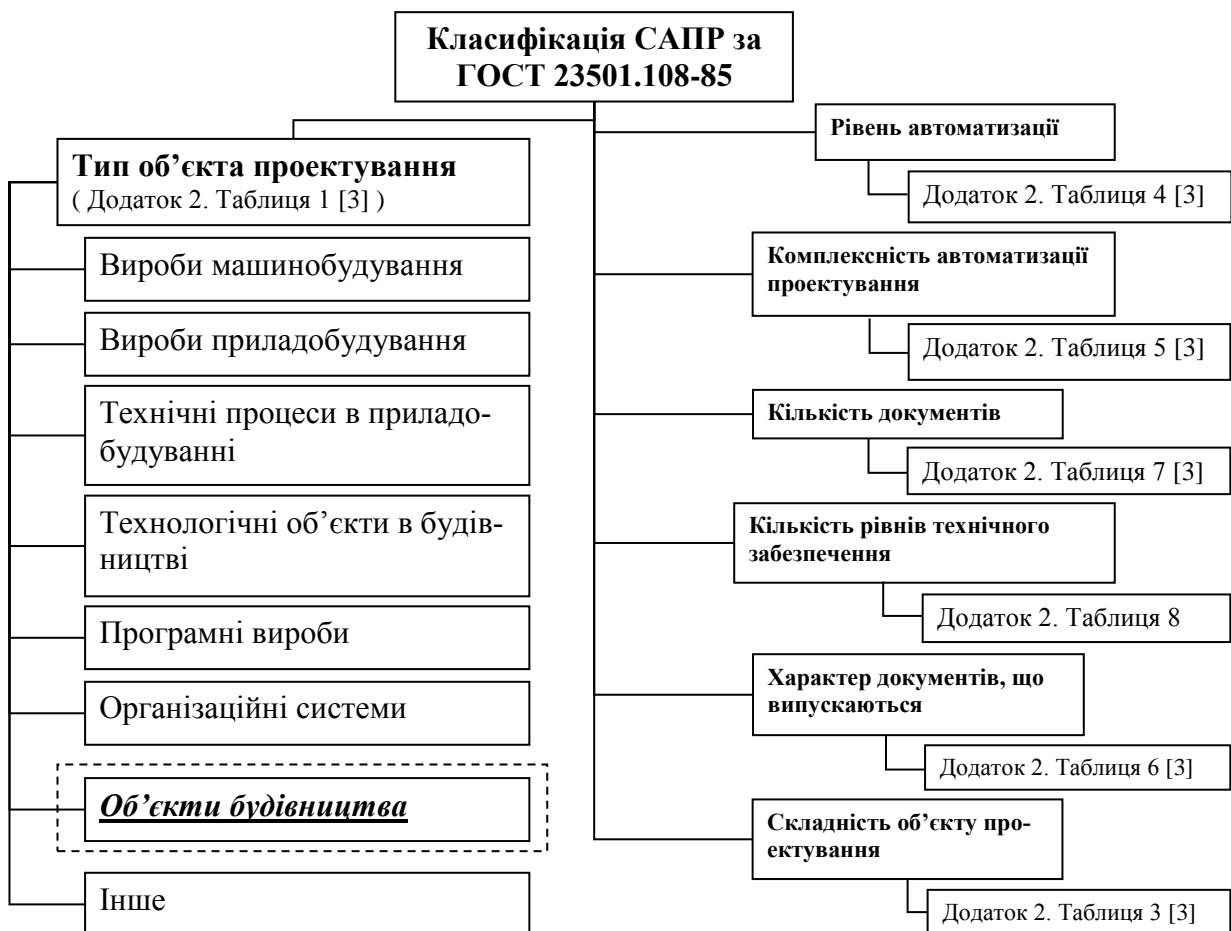 Класифікація САПР за
ГОСТ 23501.108-85
Тип об’єкта проектування
( Додаток 2. Таблиця 1 [3] )
Вироби машинобудування
Вироби приладобудування
Технічні процеси в приладо-
будуванні
Технологічні об’єкти в будів-
ництві
Програмні вироби
Організаційні системи
Об’єкти будівництва
Інше
Рівень автоматизації
Додаток 2. Таблиця 4 [3]
Комплексність автоматизації
проектування
Додаток 2. Таблиця 5 [3]
Кількість документів
Додаток 2. Таблиця 7 [3]
Кількість рівнів технічного
забезпечення
Додаток 2. Таблиця 8
Характер документів, що
випускаються
Додаток 2. Таблиця 6 [3]
Складність об’єкту про-
ектування
Додаток 2. Таблиця 3 [3]